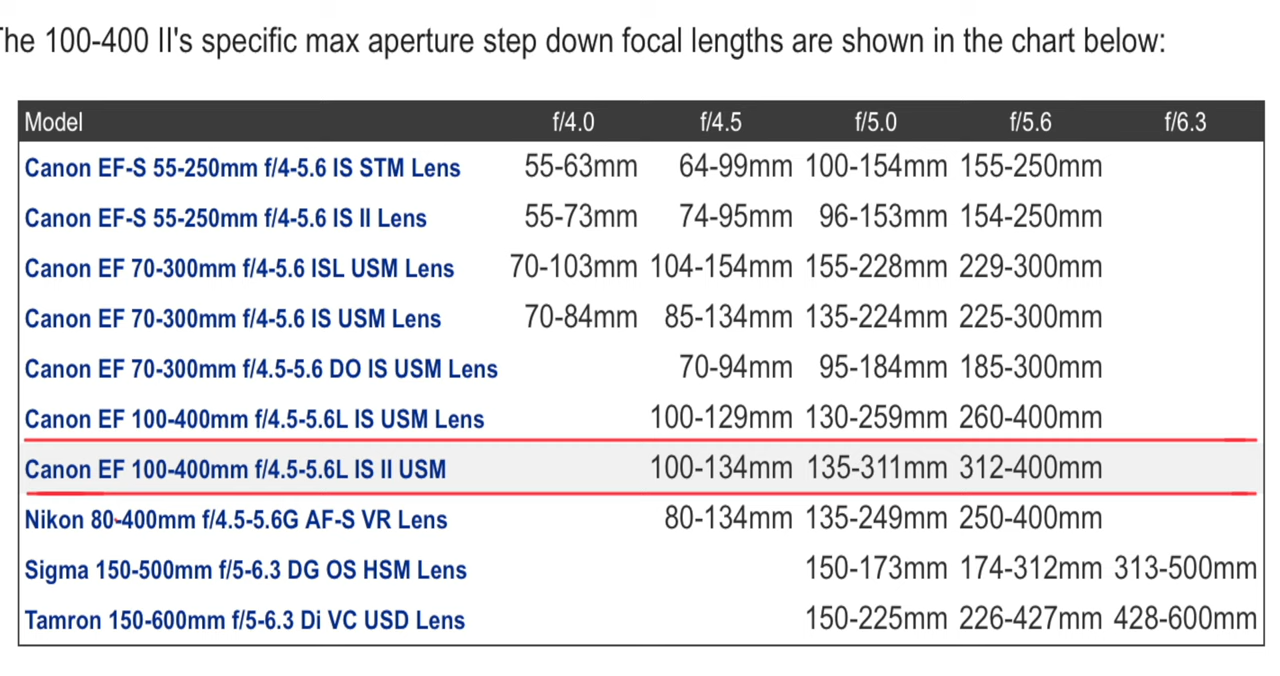 The 100-400 II's specific max aperture step down focal lengths are shown in the chart below:
Model f/4.0 f/4.5 f/5.0 f/5.6 f/6.3
Canon EF-S 55-250mm f/4-5.6 IS STM Lens 55-63mm 64-99mm 100-154mm 155-250mm
Canon EF-S 55-250mm f/4-5.6 IS II Lens 55-73mm 74-95mm 96-153mm 154-250mm
Canon EF 70-300mm f/4-5.6 ISL USM Lens 70-103mm 104-154mm 155-228mm 229-300mm
Canon EF 70-300mm f/4-5.6 IS USM Lens 70-84mm 85-134mm 135-224mm 225-300mm
Canon EF 70-300mm f/4.5-5.6 DO IS USM Lens 70-94mm 95-184mm 185-300mm
Canon EF 100-400mm f/4.5-5.6L IS USM Lens 100-129mm 130-259mm 260-400mm
Canon EF 100-400mm f/4.5-5.6L IS II USM 100-134mm 135-311mm 312-400mm
Nikon 80-400mm f/4.5-5.6G AF-S VR Lens 80-134mm 135-249mm 250-400mm
Sigma 150-500mm f/5-6.3 DG OS HSM Lens 150-173mm 174-312mm 313-500mm
Tamron 150-600mm f/5-6.3 Di VC USD Lens 150-225mm 226-427mm 428-600mm